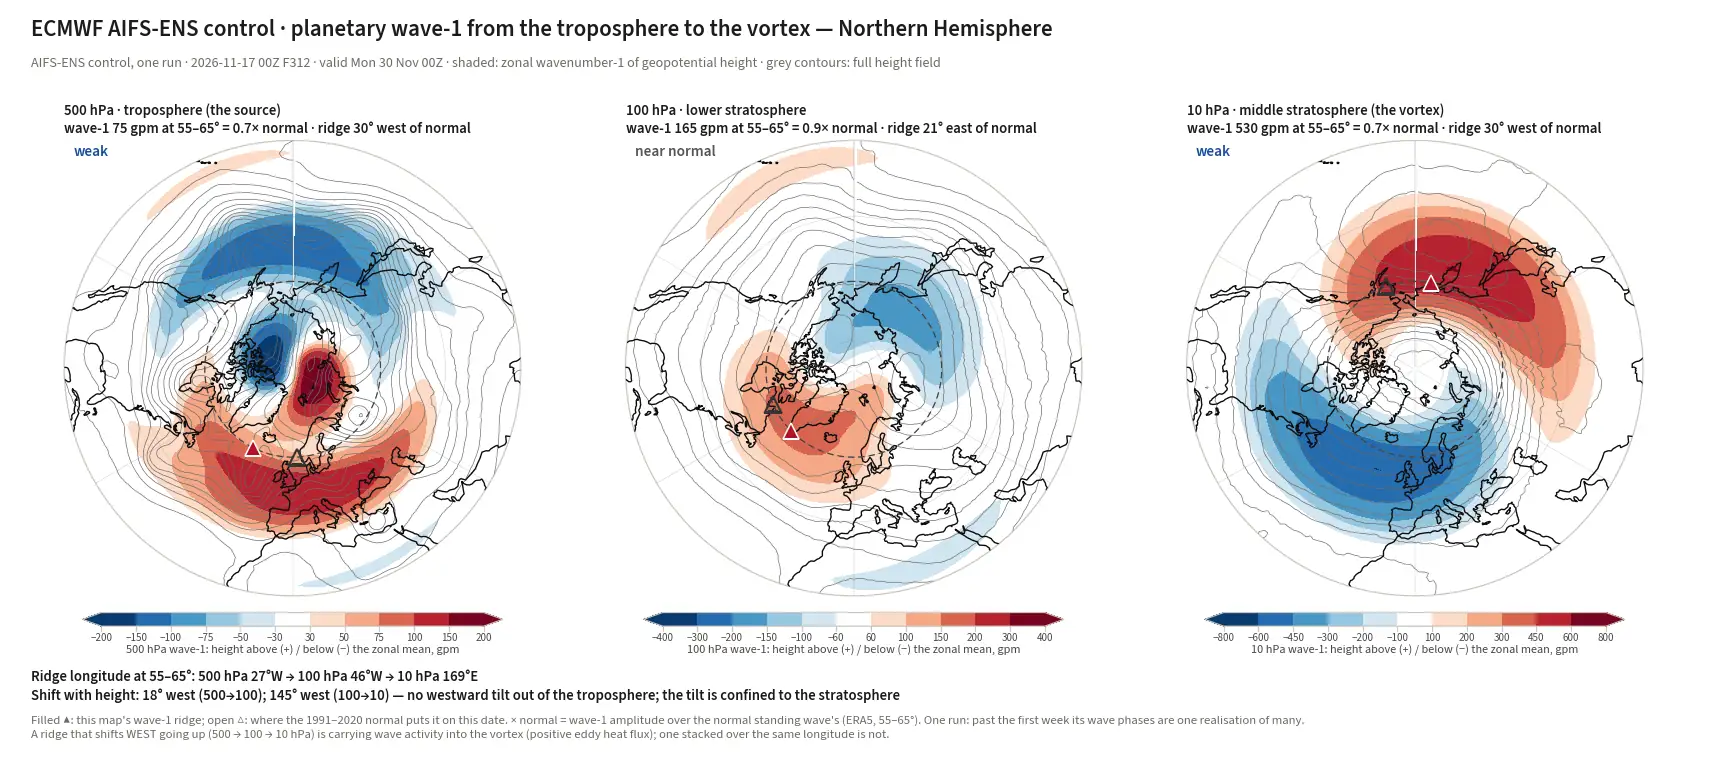 ECMWF AIFS-ENS control · planetary wave-1 from the troposphere to the vortex — Northern Hemisphere
AIFS-ENS control, one run · 2026-11-17 00Z F312 · valid Mon 30 Nov 00Z · shaded: zonal wavenumber-1 of geopotential height · grey contours: full height field
500 hPa · troposphere (the source)
wave-1 75 gpm at 55–65° = 0.7× normal · ridge 30° west of normal
weak
100 hPa · lower stratosphere
wave-1 165 gpm at 55–65° = 0.9× normal · ridge 21° east of normal
near normal
10 hPa · middle stratosphere (the vortex)
wave-1 530 gpm at 55–65° = 0.7× normal · ridge 30° west of normal
weak
−200 −150 −100 −75 −50 −30 30 50 75 100 150 200
500 hPa wave-1: height above (+) / below (−) the zonal mean, gpm
−400 −300 −200 −150 −100 −60 60 100 150 200 300 400
100 hPa wave-1: height above (+) / below (−) the zonal mean, gpm
−800 −600 −450 −300 −200 −100 100 200 300 450 600 800
10 hPa wave-1: height above (+) / below (−) the zonal mean, gpm
Ridge longitude at 55–65°: 500 hPa 27°W → 100 hPa 46°W → 10 hPa 169°E
Shift with height: 18° west (500→100); 145° west (100→10) — no westward tilt out of the troposphere; the tilt is confined to the stratosphere
Filled ▲: this map's wave-1 ridge; open △: where the 1991–2020 normal puts it on this date. × normal = wave-1 amplitude over the normal standing wave's (ERA5, 55–65°). One run: past the first week its wave phases are one realisation of many.
A ridge that shifts WEST going up (500 → 100 → 10 hPa) is carrying wave activity into the vortex (positive eddy heat flux); one stacked over the same longitude is not.